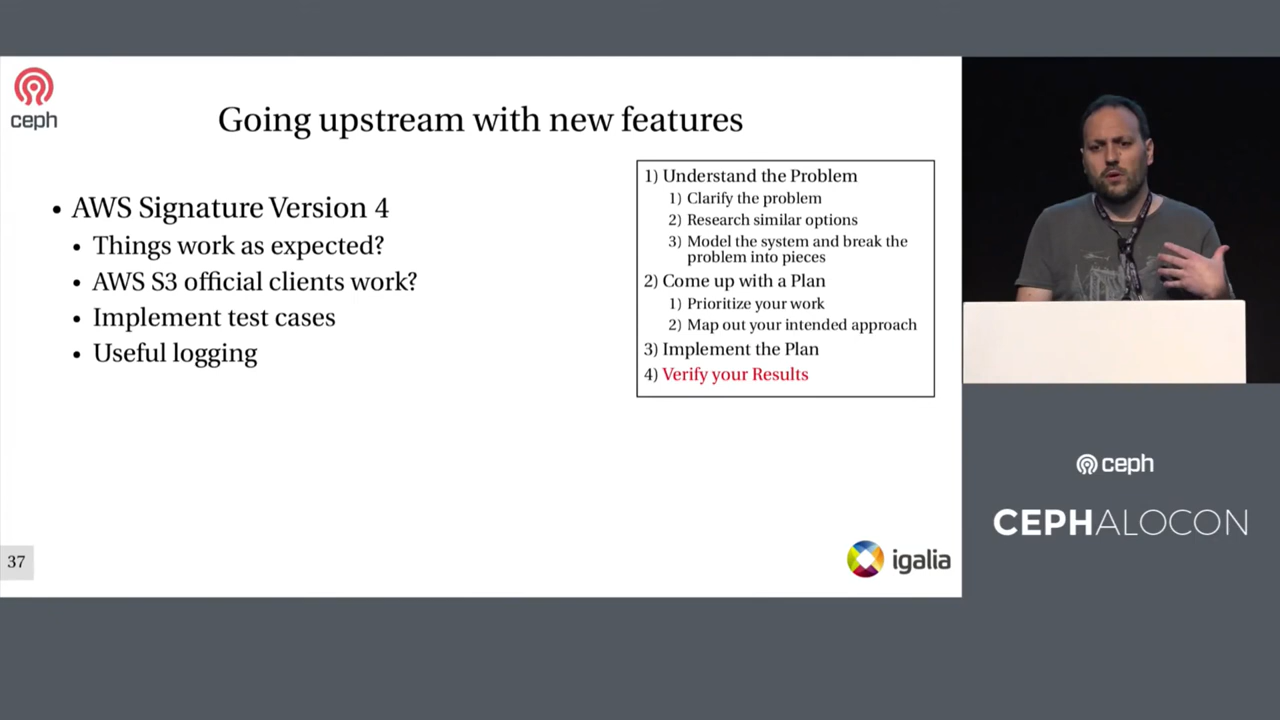 ceph
Going upstream with new features
• AWS Signature Version 4
• Things work as expected?
• AWS S3 official clients work?
• Implement test cases
• Useful logging
1) Understand the Problem
1) Clarify the problem
2) Research similar options
3) Model the system and break the
problem into pieces
2) Come up with a Plan
1) Prioritize your work
2) Map out your intended approach
3) Implement the Plan
4) Verify your Results
37
igalia
ceph
CEPHALOCON